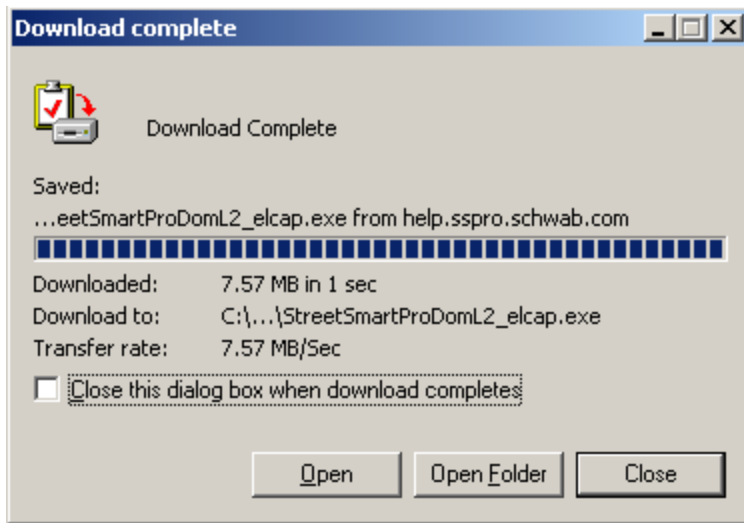 Download complete
Download Complete
Saved:
...eetSmartProDomL2_elcap.exe from help.sspro.schwab.com
Downloaded: 7.57 MB in 1 sec
Download to: C:\...\StreetSmartProDomL2_elcap.exe
Transfer rate: 7.57 MB/Sec
Close this dialog box when download completes
Open Open Folder Close